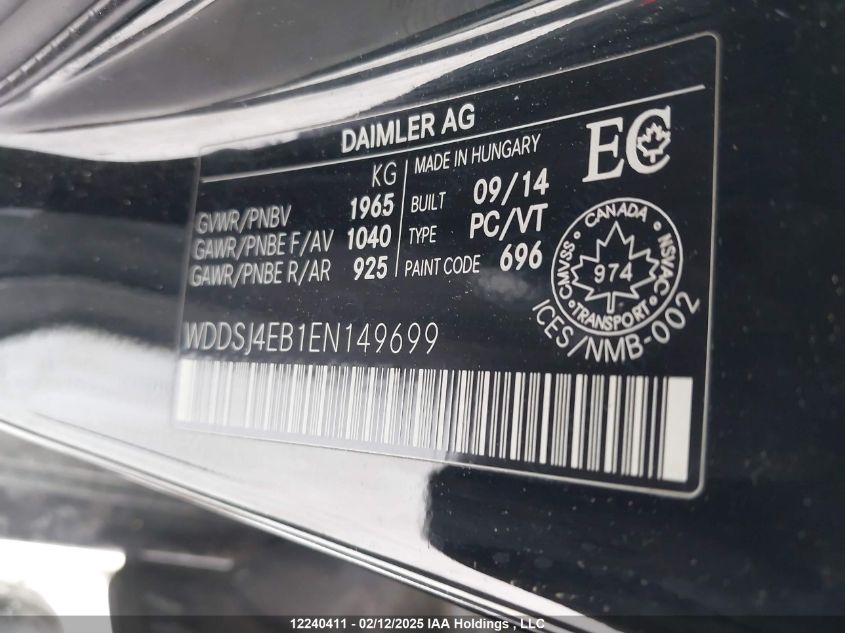 DAIMLER AG
KG
GVWR/PNBV 1965
GAWR/PNBE F/AV 1040
GAWR/PNBE R/AR 925
MADE IN HUNGARY
BUILT 09/14
TYPE PC/VT
PAINT CODE 696
EC
CANADA
CMVSS NSVAC
974
TRANSPORT
ICES/NMB-002
WDDSJ4EB1EN149699
12240411 - 02/12/2025 IAA Holdings , LLC